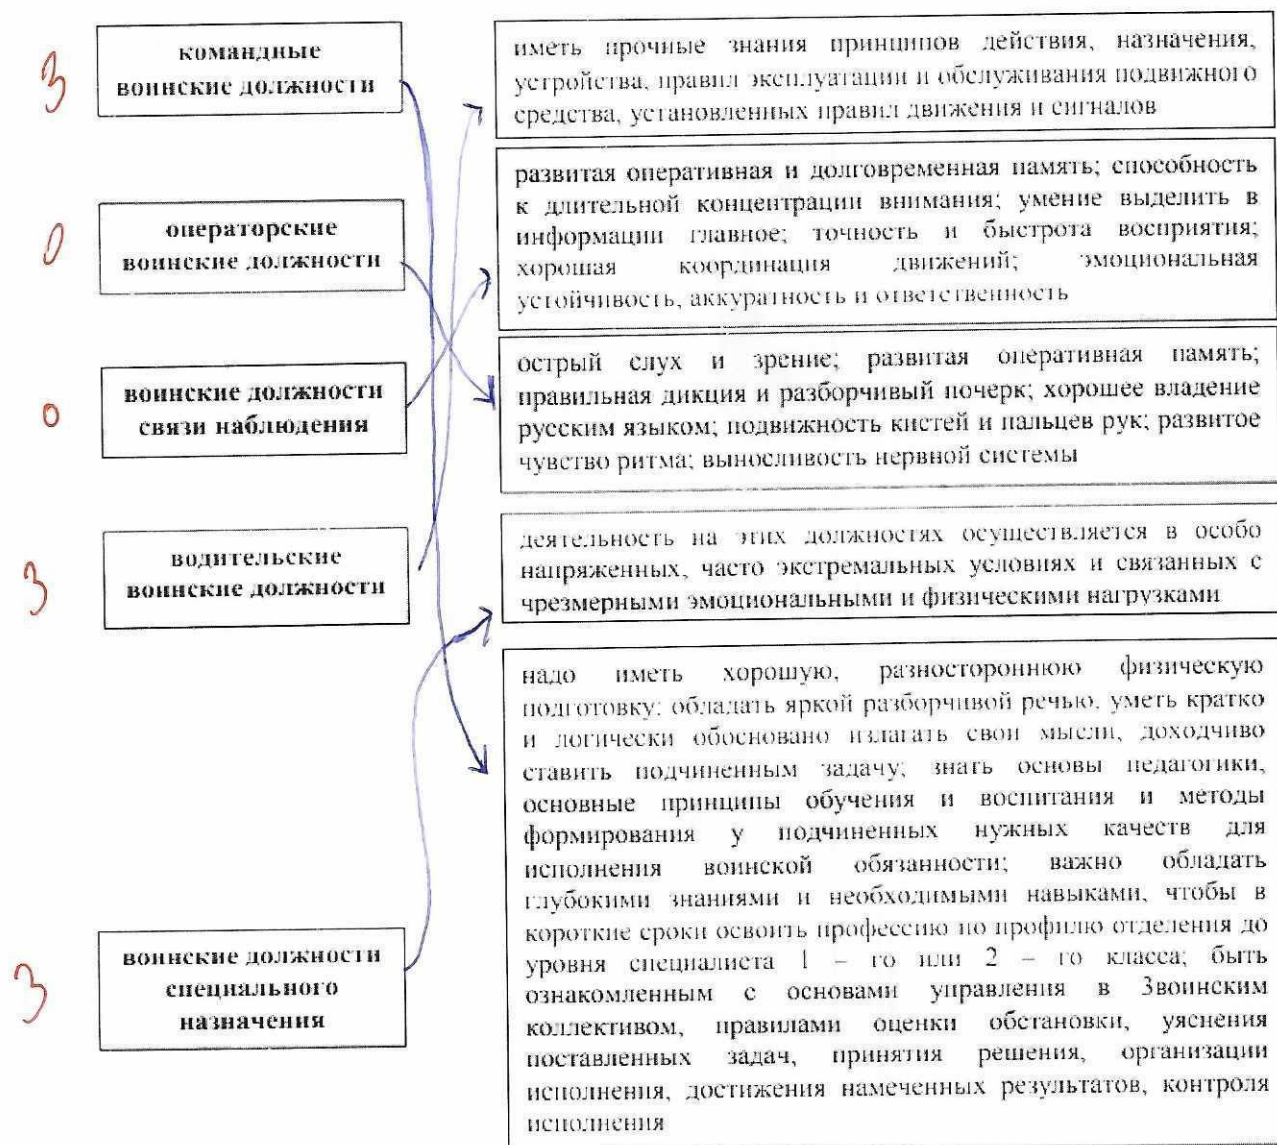 3
командные
воинские должности
0
операторские
воинские должности
0
воинские должности
связи наблюдения
3
водительские
воинские должности
3
воинские должности
специального
назначения
иметь прочные знания принципов действия, назначения,
устройства, правил эксплуатации и обслуживания подвижного
средства, установленных правил движения и сигналов
развитая оперативная и долговременная память; способность
к длительной концентрации внимания; умение выделить в
информации главное; точность и быстрота восприятия;
хорошая координация движений; эмоциональная
устойчивость, аккуратность и ответственность
острый слух и зрение; развитая оперативная память;
правильная дикция и разборчивый почерк; хорошее владение
русским языком; подвижность кистей и пальцев рук; развитое
чувство ритма; выносливость нервной системы
деятельность на этих должностях осуществляется в особо
напряженных, часто экстремальных условиях и связанных с
чрезмерными эмоциональными и физическими нагрузками
надо иметь хорошую, разностороннюю физическую
подготовку; обладать яркой разборчивой речью, уметь кратко
и логически обосновано излагать свои мысли, доходчиво
ставить подчиненным задачу; знать основы педагогики,
основные принципы обучения и воспитания и методы
формирования у подчиненных нужных качеств для
исполнения воинской обязанности; важно обладать
глубокими знаниями и необходимыми навыками, чтобы в
короткие сроки освоить профессию по профилю отделения до
уровня специалиста 1 – го или 2 – го класса; быть
ознакомленным с основами управления в 3воинским
коллективом, правилами оценки обстановки, уяснения
поставленных задач, принятия решения, организации
исполнения, достижения намеченных результатов, контроля
исполнения